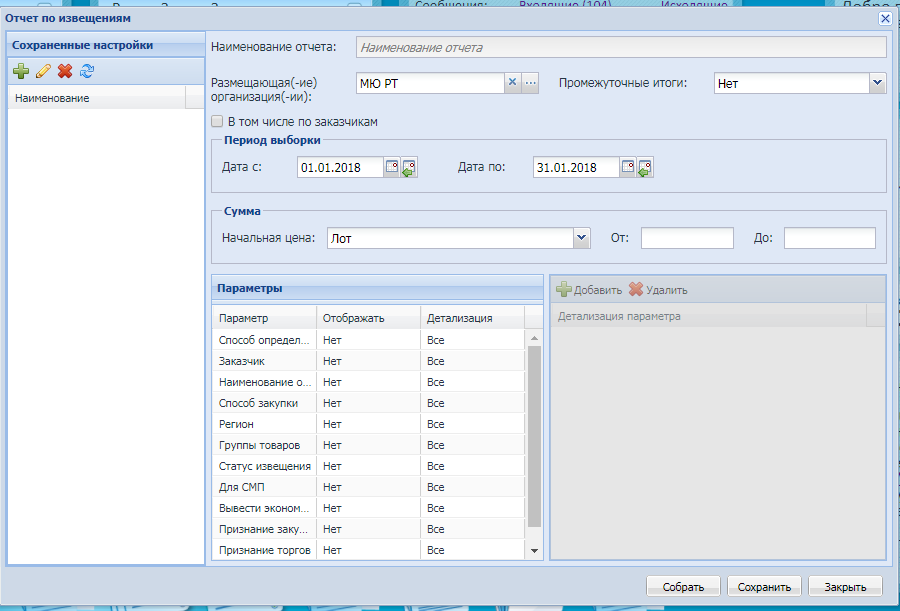 Сообщения: Входящие (104) Исходящие
Отчет по извещениям
Сохраненные настройки
Наименование
Наименование отчета: Наименование отчета
Размещающая(-ие) организация(-ии): МЮ РТ Промежуточные итоги: Нет
В том числе по заказчикам
Период выборки
Дата с: 01.01.2018 Дата по: 31.01.2018
Сумма
Начальная цена: Лот От: До:
Параметры
Добавить Удалить
Параметр Отображать Детализация
Детализация параметра
Способ определ... Нет Все
Заказчик Нет Все
Наименование о... Нет Все
Способ закупки Нет Все
Регион Нет Все
Группы товаров Нет Все
Статус извещения Нет Все
Для СМП Нет Все
Вывести эконом... Нет Все
Признание заку... Нет Все
Признание торгов Нет Все
Собрать Сохранить Закрыть